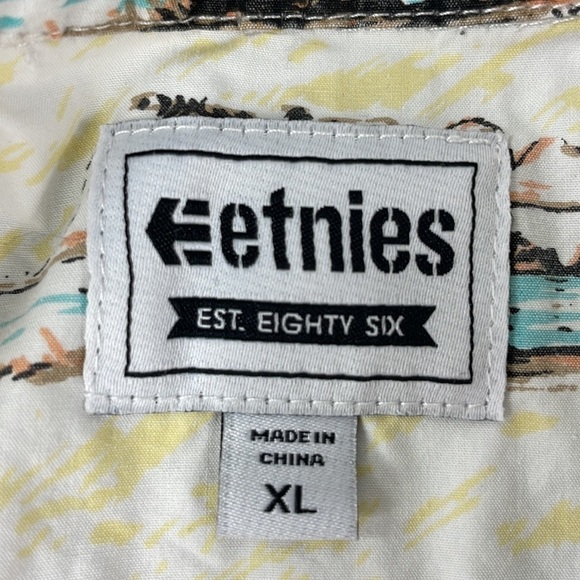 etnies
EST. EIGHTY SIX
MADE IN
CHINA
XL